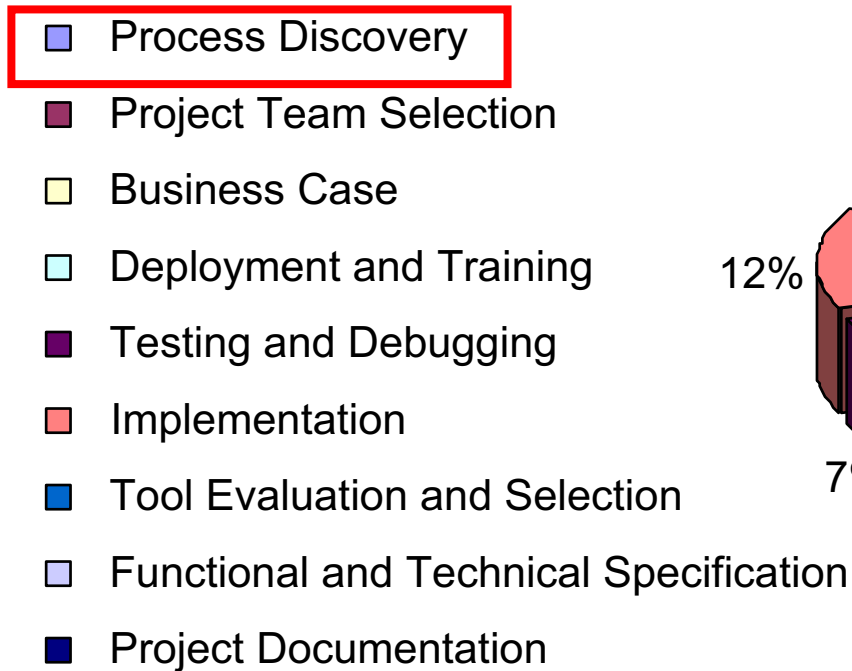 Process Discovery
Project Team Selection
Business Case
Deployment and Training
12%
Testing and Debugging
Implementation
Tool Evaluation and Selection
Functional and Technical Specification
Project Documentation